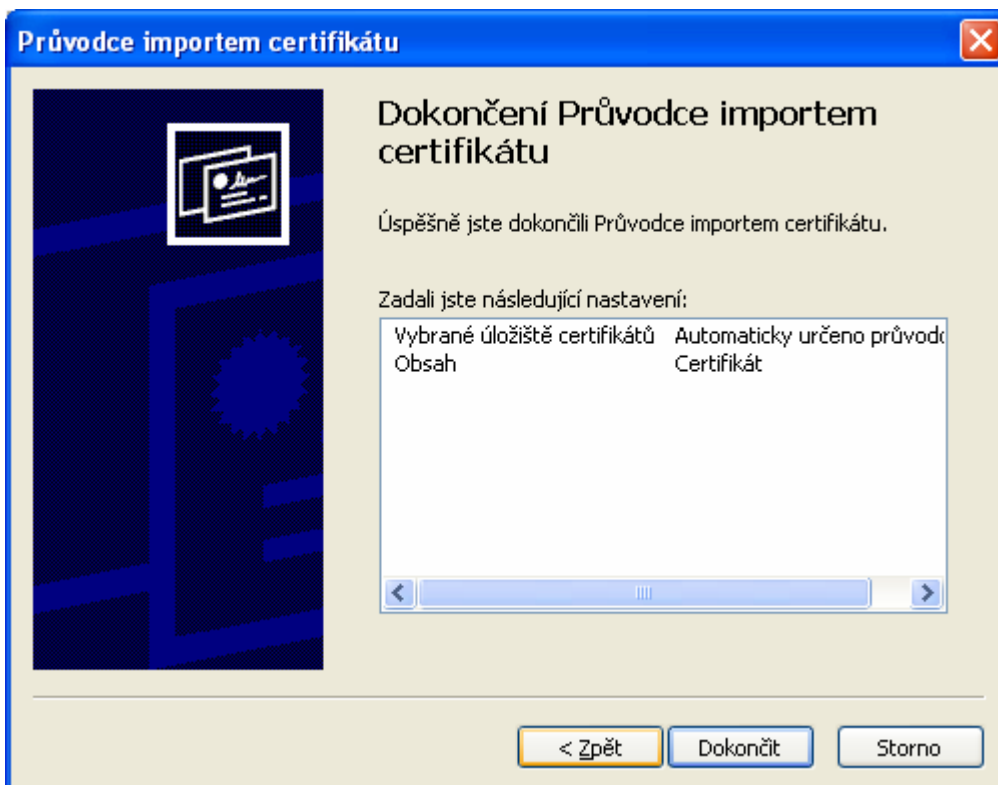 Průvodce importem certifikátu
Dokončení Průvodce importem
certifikátu
Úspěšně jste dokončili Průvodce importem certifikátu.
Zadali jste následující nastavení:
Vybrané úložiště certifikátů Automaticky určeno
Obsah Certifikát
< Zpět Dokončit Storno